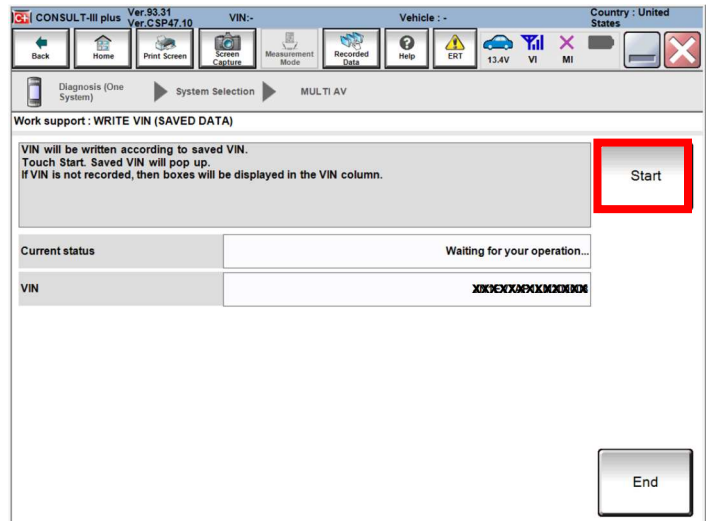 CONSULT-III plus Ver.93.31 VIN:- Vehicle : - Country : United
Ver.CSP47.10 States
Back Home Print Screen Screen Capture Measurement Mode Recorded Data Help ERT 13.4V VI MI
Diagnosis (One System) System Selection MULTI AV
Work support : WRITE VIN (SAVED DATA)
VIN will be written according to saved VIN.
Touch Start. Saved VIN will pop up.
If VIN is not recorded, then boxes will be displayed in the VIN column.
Start
Current status Waiting for your operation...
VIN
End